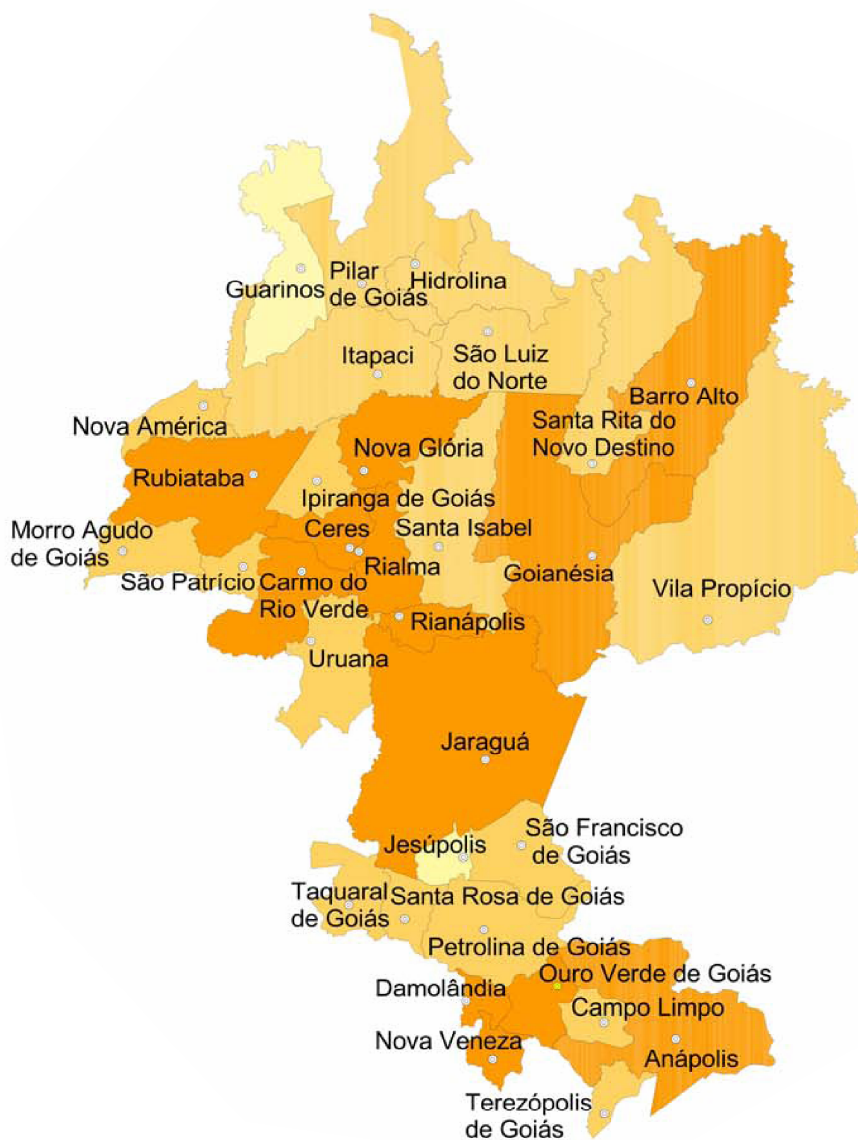 Guarinos
Pilar
de Goiás
Hidrolina
Itapaci
São Luiz
do Norte
Barro Alto
Nova América
Santa Rita do
Novo Destino
Nova Glória
Rubiataba
Ipiranga de Goiás
Morro Agudo
de Goiás
Ceres
Santa Isabel
São Patrício
Carmo do
Rio Verde
Rialma
Goianésia
Vila Propício
Rianápolis
Uruana
Jaraguá
Jesúpolis
São Francisco
de Goiás
Taquaral
de Goiás
Santa Rosa de Goiás
Petrolina de Goiás
Ouro Verde de Goiás
Damolândia
Campo Limpo
Nova Veneza
Anápolis
Terezópolis
de Goiás